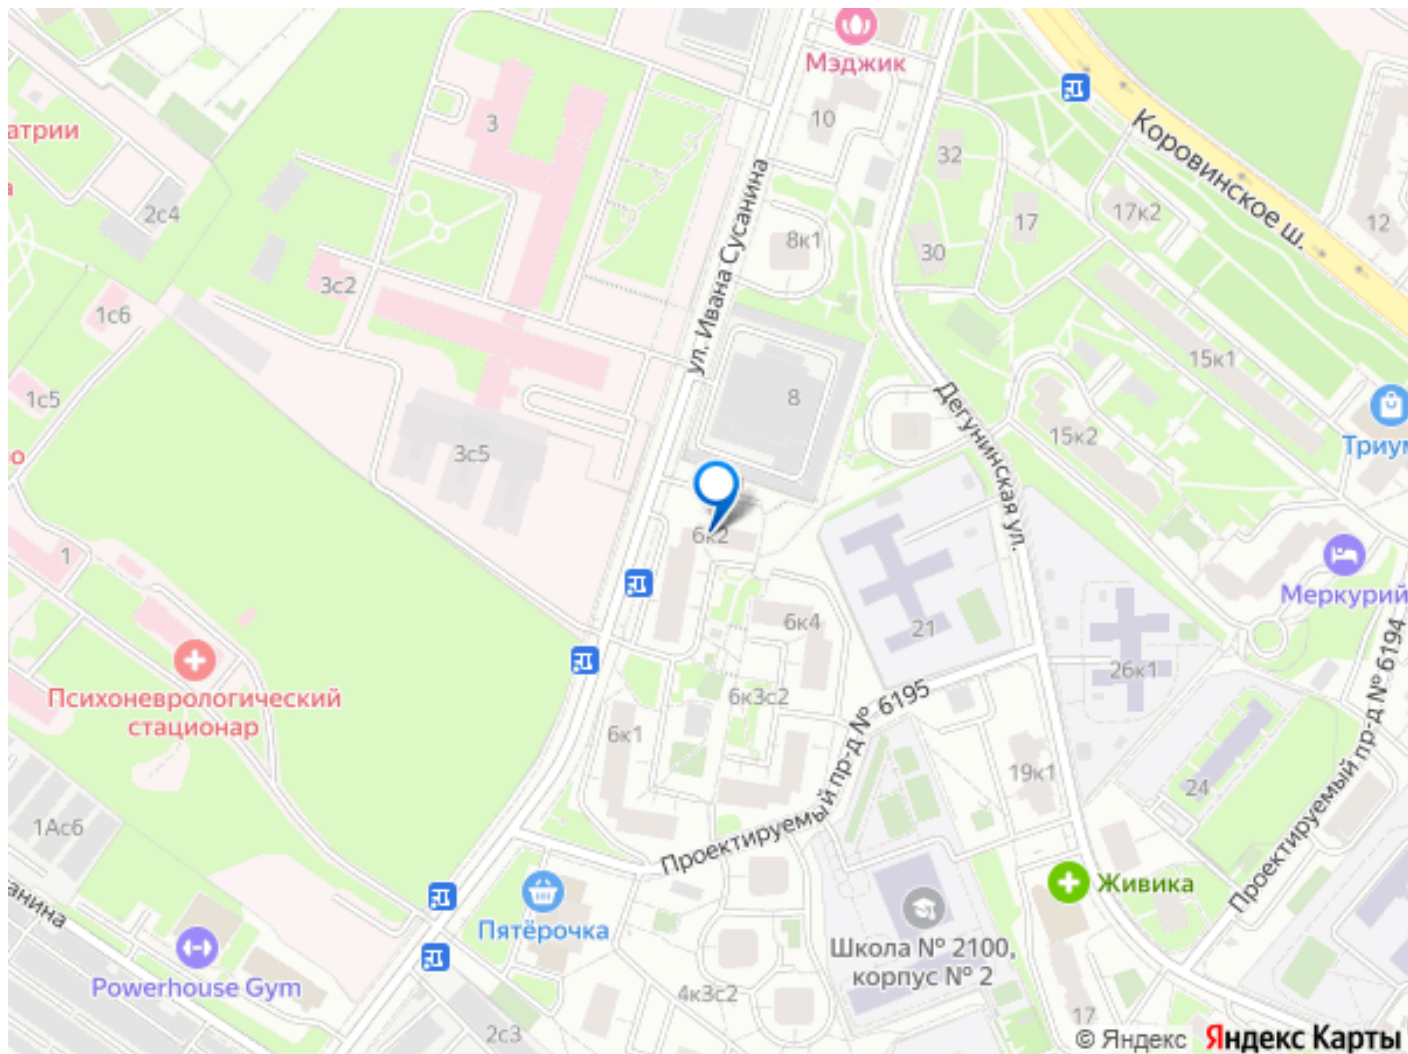 Мэджик
10
3
атрии
32
Коровинское ш.
2с4
17к2
17
12
8к1
30
ул. Ивана Сусанина
3с2
1с6
15к1
1с5
8
Дегунинская ул.
15к2
Триум
3с5
6к2
1
Меркурий
21
6к4
26к1
Психоневрологический
стационар
6к3с2
6к1
Проектируемый пр-д № 6195
Проектируемый пр-д № 6194
19к1
24
1Ас6
Живика
Пятёрочка
анина
Школа № 2100,
корпус № 2
Powerhouse Gym
4к3с2
17
2с3
© Яндекс Яндекс Карты